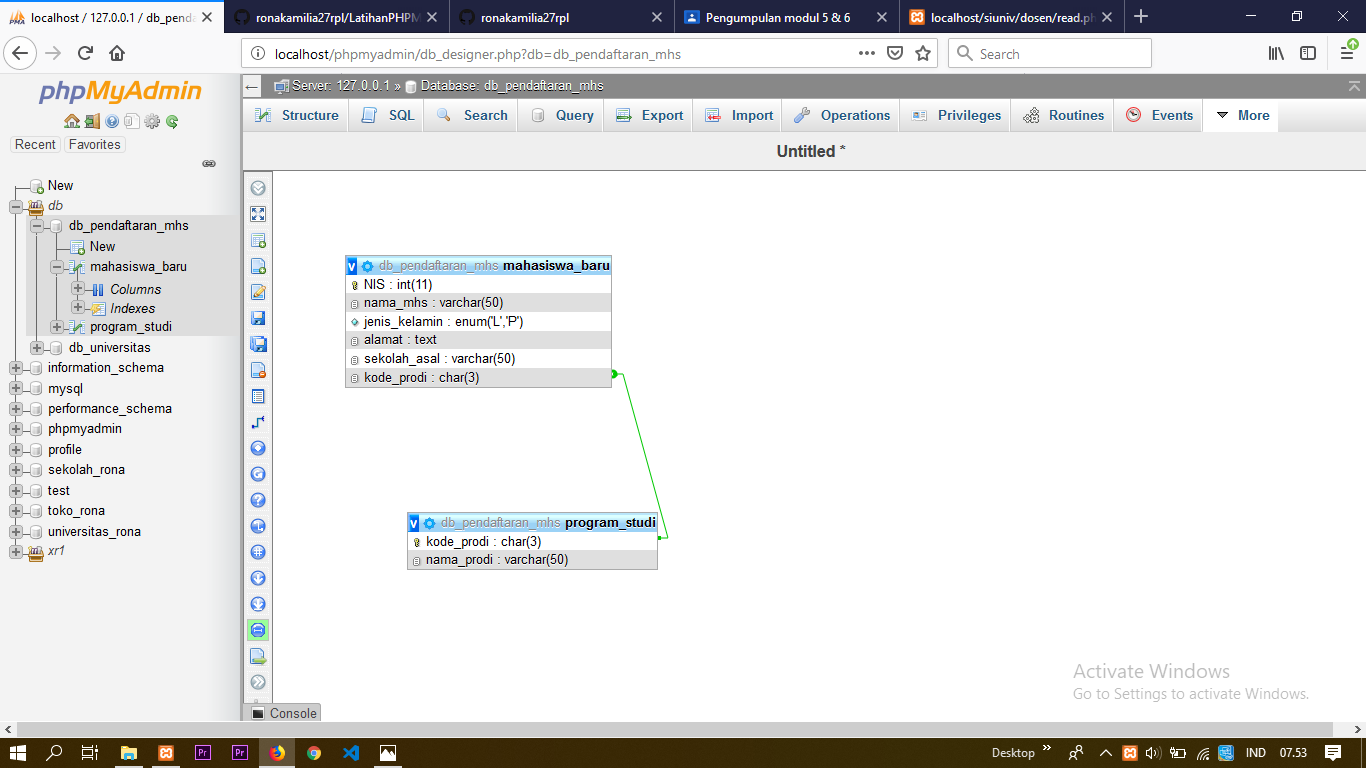 localhost / 127.0.0.1 / db_penda
ronakamilia27rpl/LatihanPHPM
ronakamilia27rpl
Pengumpulan modul 5 & 6
localhost/siuniv/dosen/read.ph
localhost/phpmyadmin/db_designer.php?db=db_pendaftaran_mhs
Search
phpMyAdmin
Recent
Favorites
New
db
db_pendaftaran_mhs
New
mahasiswa_baru
Columns
Indexes
program_studi
db_universitas
information_schema
mysql
performance_schema
phpmyadmin
profile
sekolah_rona
test
toko_rona
universitas_rona
xr1
Server: 127.0.0.1 » Database: db_pendaftaran_mhs
Structure
SQL
Search
Query
Export
Import
Operations
Privileges
Routines
Events
More
Untitled *
v db_pendaftaran_mhs mahasiswa_baru
NIS : int(11)
nama_mhs : varchar(50)
jenis_kelamin : enum('L','P')
alamat : text
sekolah_asal : varchar(50)
kode_prodi : char(3)
v db_pendaftaran_mhs program_studi
kode_prodi : char(3)
nama_prodi : varchar(50)
Activate Windows
Go to Settings to activate Windows.
Console
Pr
Pr
Desktop
IND
07.53